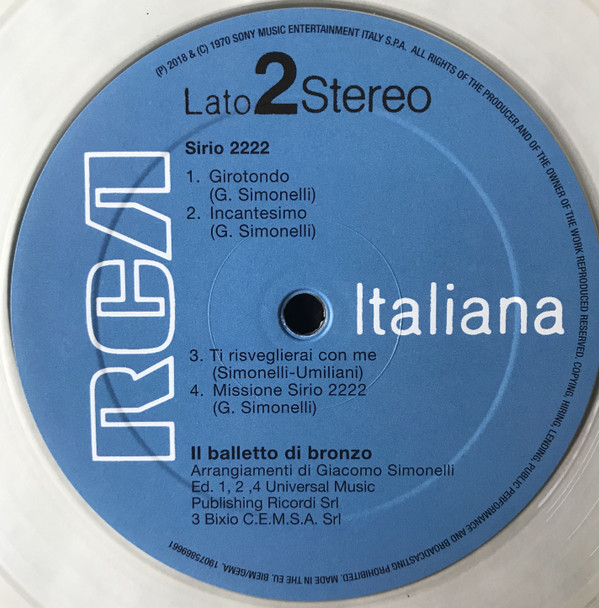 (P) 2018 & (C) 1970 SONY MUSIC ENTERTAINMENT ITALY S.P.A. ALL RIGHTS OF THE PRODUCER AND OF THE OWNER OF THE WORK REPRODUCED RESERVED. COPYING, HIRING, LENDING, PUBLIC PERFORMANCE AND BROADCASTING PROHIBITED. MADE IN THE EU. BIEM/GEMA. 19075869661
Lato 2 Stereo
Sirio 2222
1. Girotondo
(G. Simonelli)
2. Incantesimo
(G. Simonelli)
RCA
Italiana
3. Ti risveglierai con me
(Simonelli-Umiliani)
4. Missione Sirio 2222
(G. Simonelli)
Il balletto di bronzo
Arrangiamenti di Giacomo Simonelli
Ed. 1, 2 ,4 Universal Music
Publishing Ricordi Srl
3 Bixio C.E.M.S.A. Srl